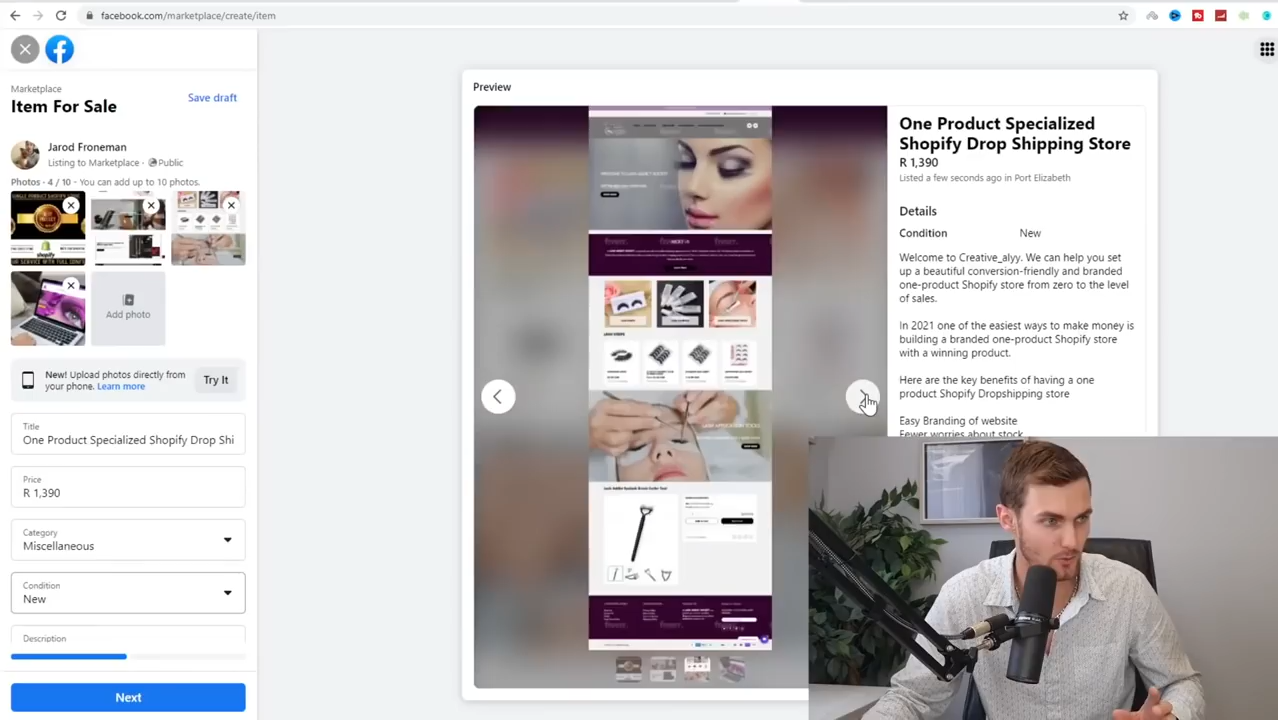 facebook.com/marketplace/create/item
Marketplace
Item For Sale
Save draft
Jarod Froneman
Listing to Marketplace · Public
Photos · 4 / 10 - You can add up to 10 photos.
shopify
Add photo
New! Upload photos directly from
your phone. Learn more
Try It
Title
One Product Specialized Shopify Drop Shi
Price
R 1,390
Category
Miscellaneous
Condition
New
Description
Next
Preview
One Product Specialized
Shopify Drop Shipping Store
R 1,390
Listed a few seconds ago in Port Elizabeth
Details
Condition New
Welcome to Creative_alyy. We can help you set
up a beautiful conversion-friendly and branded
one-product Shopify store from zero to the level
of sales.
In 2021 one of the easiest ways to make money is
building a branded one-product Shopify store
with a winning product.
Here are the key benefits of having a one
product Shopify Dropshipping store
Easy Branding of website
Fewer worries about stock